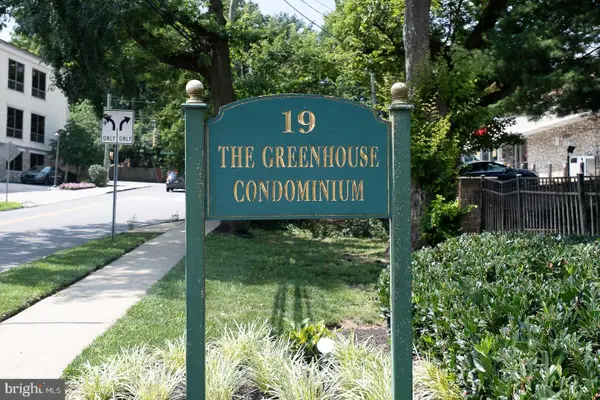 19
THE GREENHOUSE
CONDOMINIUM
ONLY ONLY
bright MLS